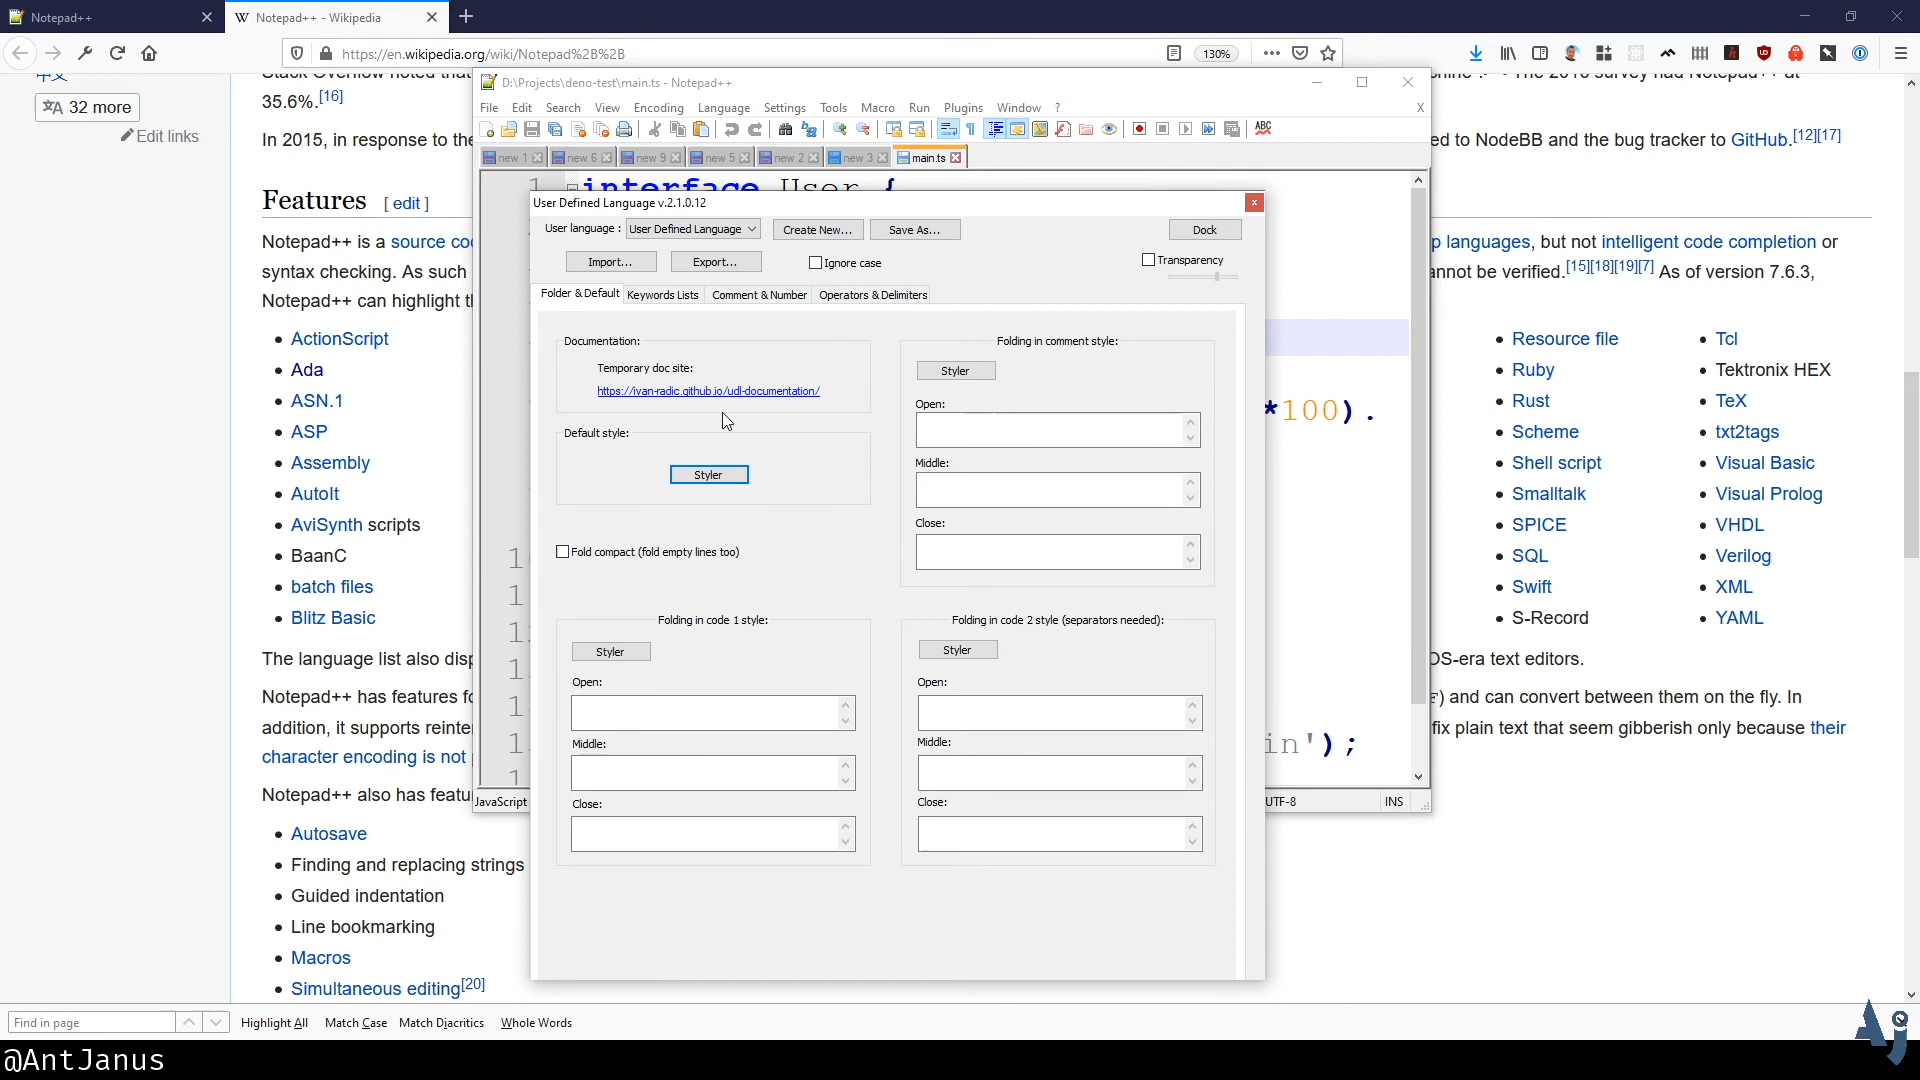 Notepad++
Notepad++ - Wikipedia
https://en.wikipedia.org/wiki/Notepad%2B%2B
130%
中文
32 more
Edit links
35.6%.[16]
In 2015, in response to the
ed to NodeBB and the bug tracker to GitHub.[12][17]
Features [ edit ]
Notepad++ is a source co
p languages, but not intelligent code completion or
syntax checking. As such
annot be verified.[15][18][19][7] As of version 7.6.3,
Notepad++ can highlight t
ActionScript
Ada
ASN.1
ASP
Assembly
AutoIt
AviSynth scripts
BaanC
batch files
Blitz Basic
Resource file
Ruby
Rust
Scheme
Shell script
Smalltalk
SPICE
SQL
Swift
S-Record
Tcl
Tektronix HEX
TeX
txt2tags
Visual Basic
Visual Prolog
VHDL
Verilog
XML
YAML
The language list also disp
OS-era text editors.
Notepad++ has features fo
) and can convert between them on the fly. In
addition, it supports reinte
fix plain text that seem gibberish only because their
character encoding is not
Notepad++ also has featu
Autosave
Finding and replacing strings
Guided indentation
Line bookmarking
Macros
Simultaneous editing[20]
D:\Projects\deno-test\main.ts - Notepad++
File Edit Search View Encoding Language Settings Tools Macro Run Plugins Window ? X
ABC
new 1 new 6 new 9 new 5 new 2 new 3 main.ts
1 interface User {
*100).
in');
JavaScript
UTF-8 INS
User Defined Language v.2.1.0.12
User language : User Defined Language Create New... Save As... Dock
Import... Export... Ignore case Transparency
Folder & Default Keywords Lists Comment & Number Operators & Delimiters
Documentation:
Temporary doc site:
https://ivan-radic.github.io/udl-documentation/
Default style:
Styler
Fold compact (fold empty lines too)
Folding in comment style:
Styler
Open:
Middle:
Close:
Folding in code 1 style:
Styler
Open:
Middle:
Close:
Folding in code 2 style (separators needed):
Styler
Open:
Middle:
Close:
Find in page Highlight All Match Case Match Diacritics Whole Words
@AntJanus
Aj